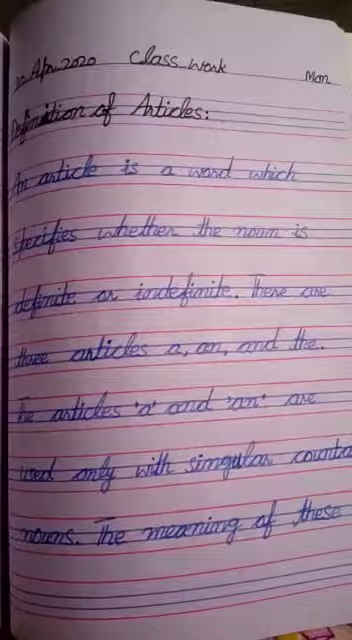 Apr, 2020 Class Work Mon
Definition of Articles:
An article is a word which
specifies whether the noun is
definite or indefinite. There are
three articles a, an, and the.
The articles 'a' and 'an' are
used only with singular counta
nouns. The meaning of these